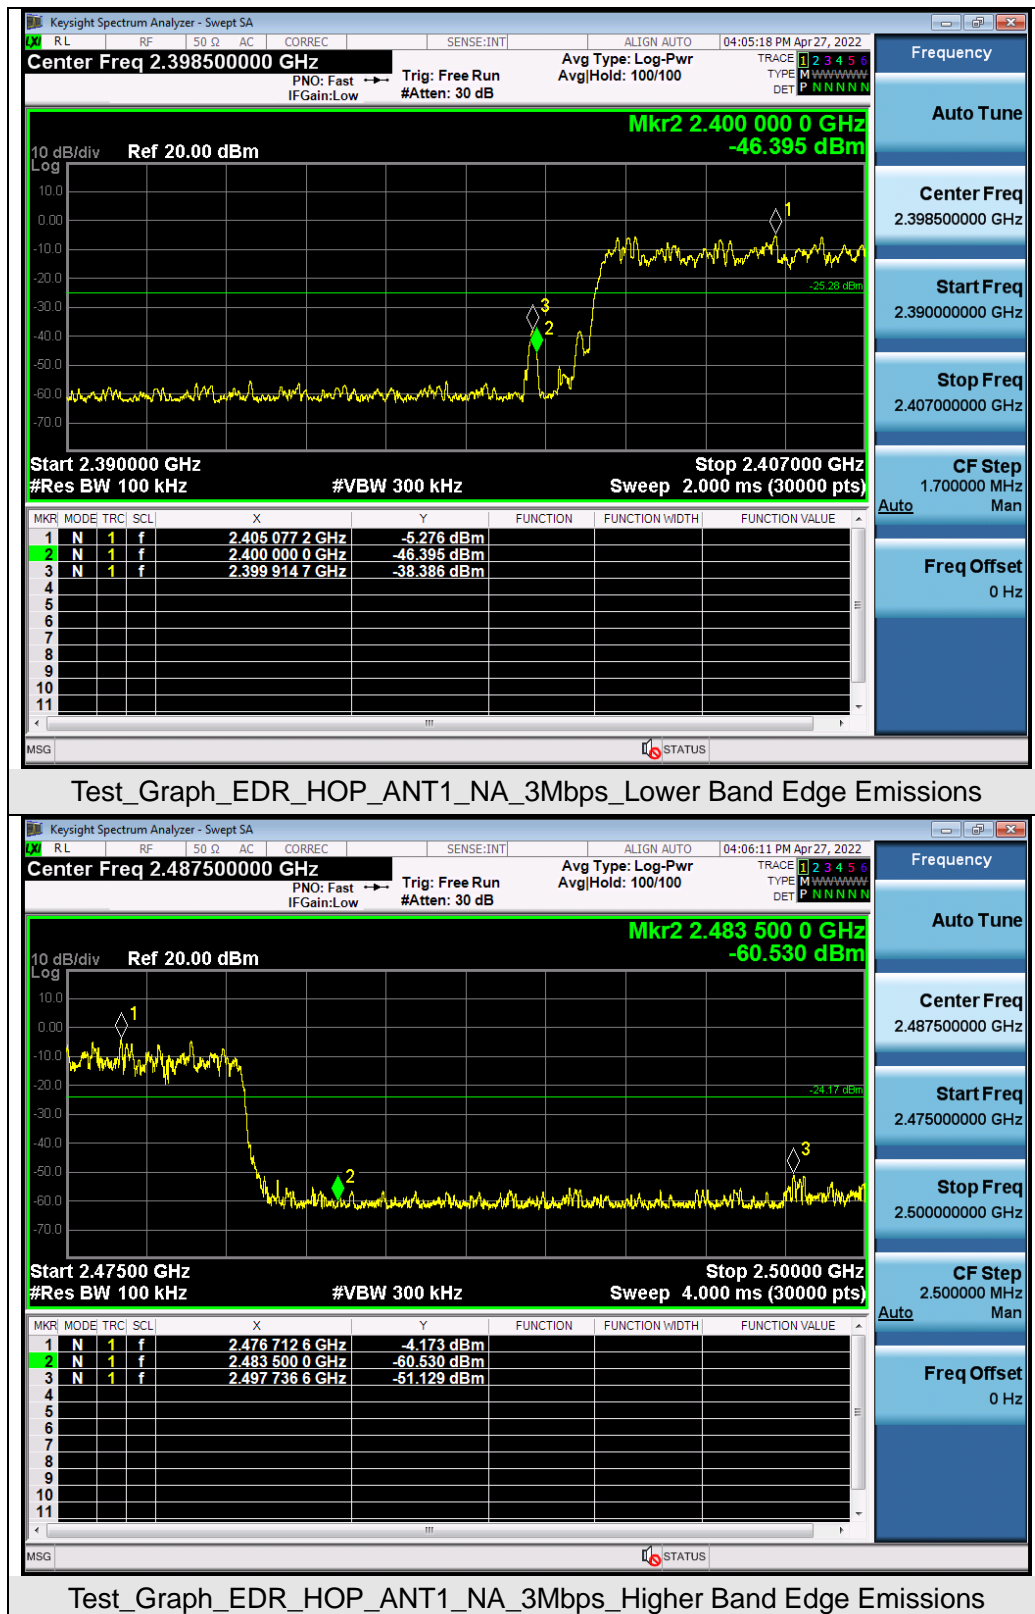 Keysight Spectrum Analyzer - Swept SA
LXI RL RF 50 Ω AC CORREC SENSE:INT ALIGN AUTO 04:05:18 PM Apr 27, 2022
Center Freq 2.398500000 GHz
PNO: Fast
IFGain:Low
Trig: Free Run
#Atten: 30 dB
Avg Type: Log-Pwr
Avg|Hold: 100/100
TRACE 1 2 3 4 5 6
TYPE M WWWWW
DET P N N N N N
Mkr2 2.400 000 0 GHz
-46.395 dBm
10 dB/div Ref 20.00 dBm
Log
10.0
0.00
-10.0
-20.0
-30.0
-40.0
-50.0
-60.0
-70.0
1
-25.28 dBm
3
2
Start 2.390000 GHz Stop 2.407000 GHz
#Res BW 100 kHz #VBW 300 kHz Sweep 2.000 ms (30000 pts)
MKR MODE TRC SCL X Y FUNCTION FUNCTION WIDTH FUNCTION VALUE
1 N 1 f 2.405 077 2 GHz -5.276 dBm
2 N 1 f 2.400 000 0 GHz -46.395 dBm
3 N 1 f 2.399 914 7 GHz -38.386 dBm
4
5
6
7
8
9
10
11
MSG STATUS
Frequency
Auto Tune
Center Freq
2.398500000 GHz
Start Freq
2.390000000 GHz
Stop Freq
2.407000000 GHz
CF Step
1.700000 MHz
Auto Man
Freq Offset
0 Hz
Test_Graph_EDR_HOP_ANT1_NA_3Mbps_Lower Band Edge Emissions
Keysight Spectrum Analyzer - Swept SA
LXI RL RF 50 Ω AC CORREC SENSE:INT ALIGN AUTO 04:06:11 PM Apr 27, 2022
Center Freq 2.487500000 GHz
PNO: Fast
IFGain:Low
Trig: Free Run
#Atten: 30 dB
Avg Type: Log-Pwr
Avg|Hold: 100/100
TRACE 1 2 3 4 5 6
TYPE M WWWWW
DET P N N N N N
Mkr2 2.483 500 0 GHz
-60.530 dBm
10 dB/div Ref 20.00 dBm
Log
10.0
0.00
-10.0
-20.0
-30.0
-40.0
-50.0
-60.0
-70.0
1
-24.17 dBm
3
2
Start 2.47500 GHz Stop 2.50000 GHz
#Res BW 100 kHz #VBW 300 kHz Sweep 4.000 ms (30000 pts)
MKR MODE TRC SCL X Y FUNCTION FUNCTION WIDTH FUNCTION VALUE
1 N 1 f 2.476 712 6 GHz -4.173 dBm
2 N 1 f 2.483 500 0 GHz -60.530 dBm
3 N 1 f 2.497 736 6 GHz -51.129 dBm
4
5
6
7
8
9
10
11
MSG STATUS
Frequency
Auto Tune
Center Freq
2.487500000 GHz
Start Freq
2.475000000 GHz
Stop Freq
2.500000000 GHz
CF Step
2.500000 MHz
Auto Man
Freq Offset
0 Hz
Test_Graph_EDR_HOP_ANT1_NA_3Mbps_Higher Band Edge Emissions